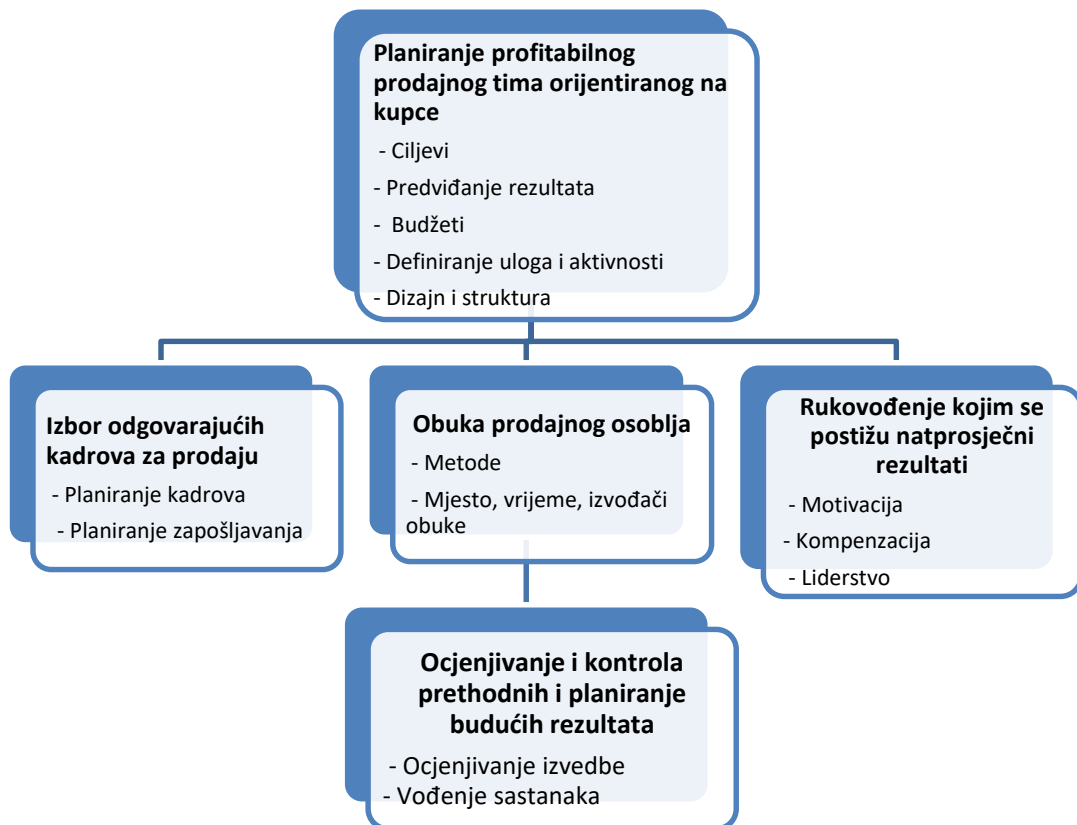 Planiranje profitabilnog
prodajnog tima orijentiranog na
kupce
- Ciljevi
- Predviđanje rezultata
- Budžeti
- Definiranje uloga i aktivnosti
- Dizajn i struktura
Izbor odgovarajućih
kadrova za prodaju
- Planiranje kadrova
- Planiranje zapošljavanja
Obuka prodajnog osoblja
- Metode
- Mjesto, vrijeme, izvođači
obuke
Rukovođenje kojim se
postižu natprosječni
rezultati
- Motivacija
- Kompenzacija
- Liderstvo
Ocjenjivanje i kontrola
prethodnih i planiranje
budućih rezultata
- Ocjenjivanje izvedbe
- Vođenje sastanaka